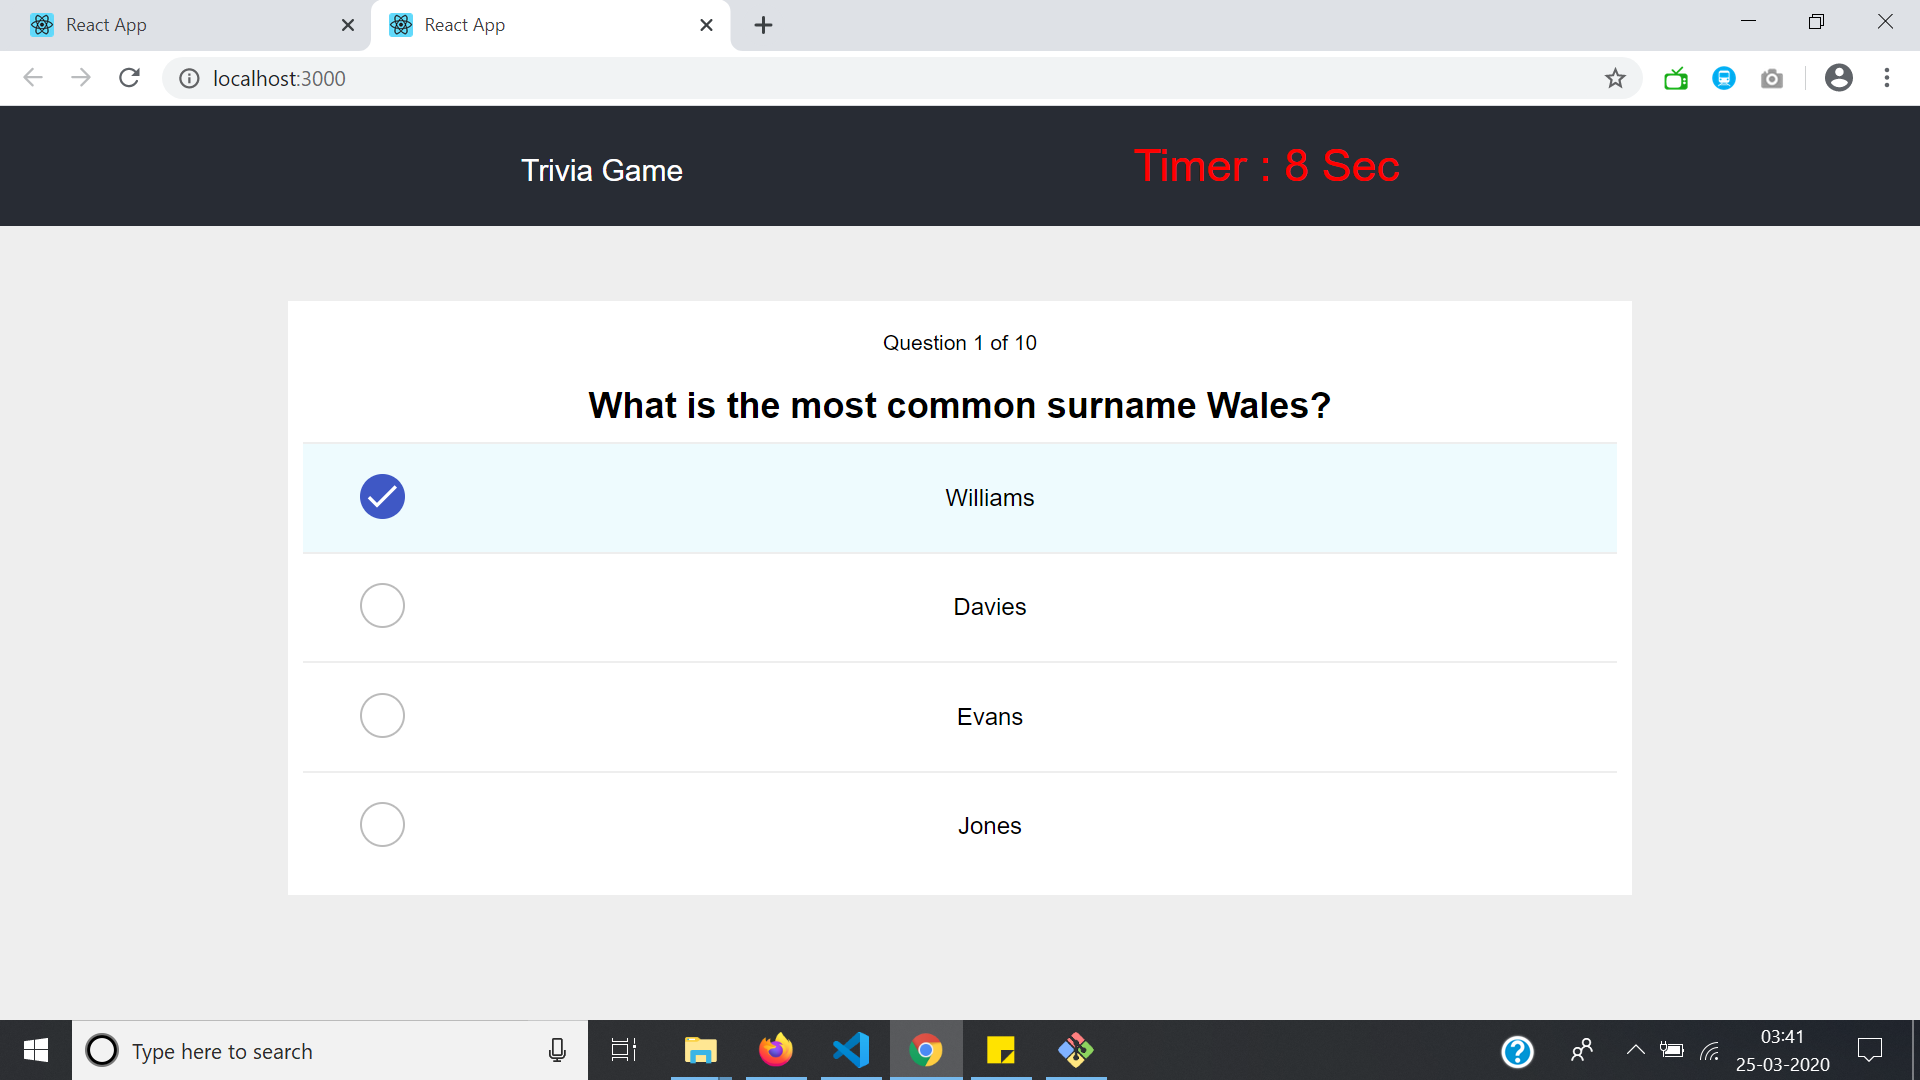 React App
React App
localhost:3000
Trivia Game
Timer : 8 Sec
Question 1 of 10
What is the most common surname Wales?
Williams
Davies
Evans
Jones
Type here to search
03:41
25-03-2020